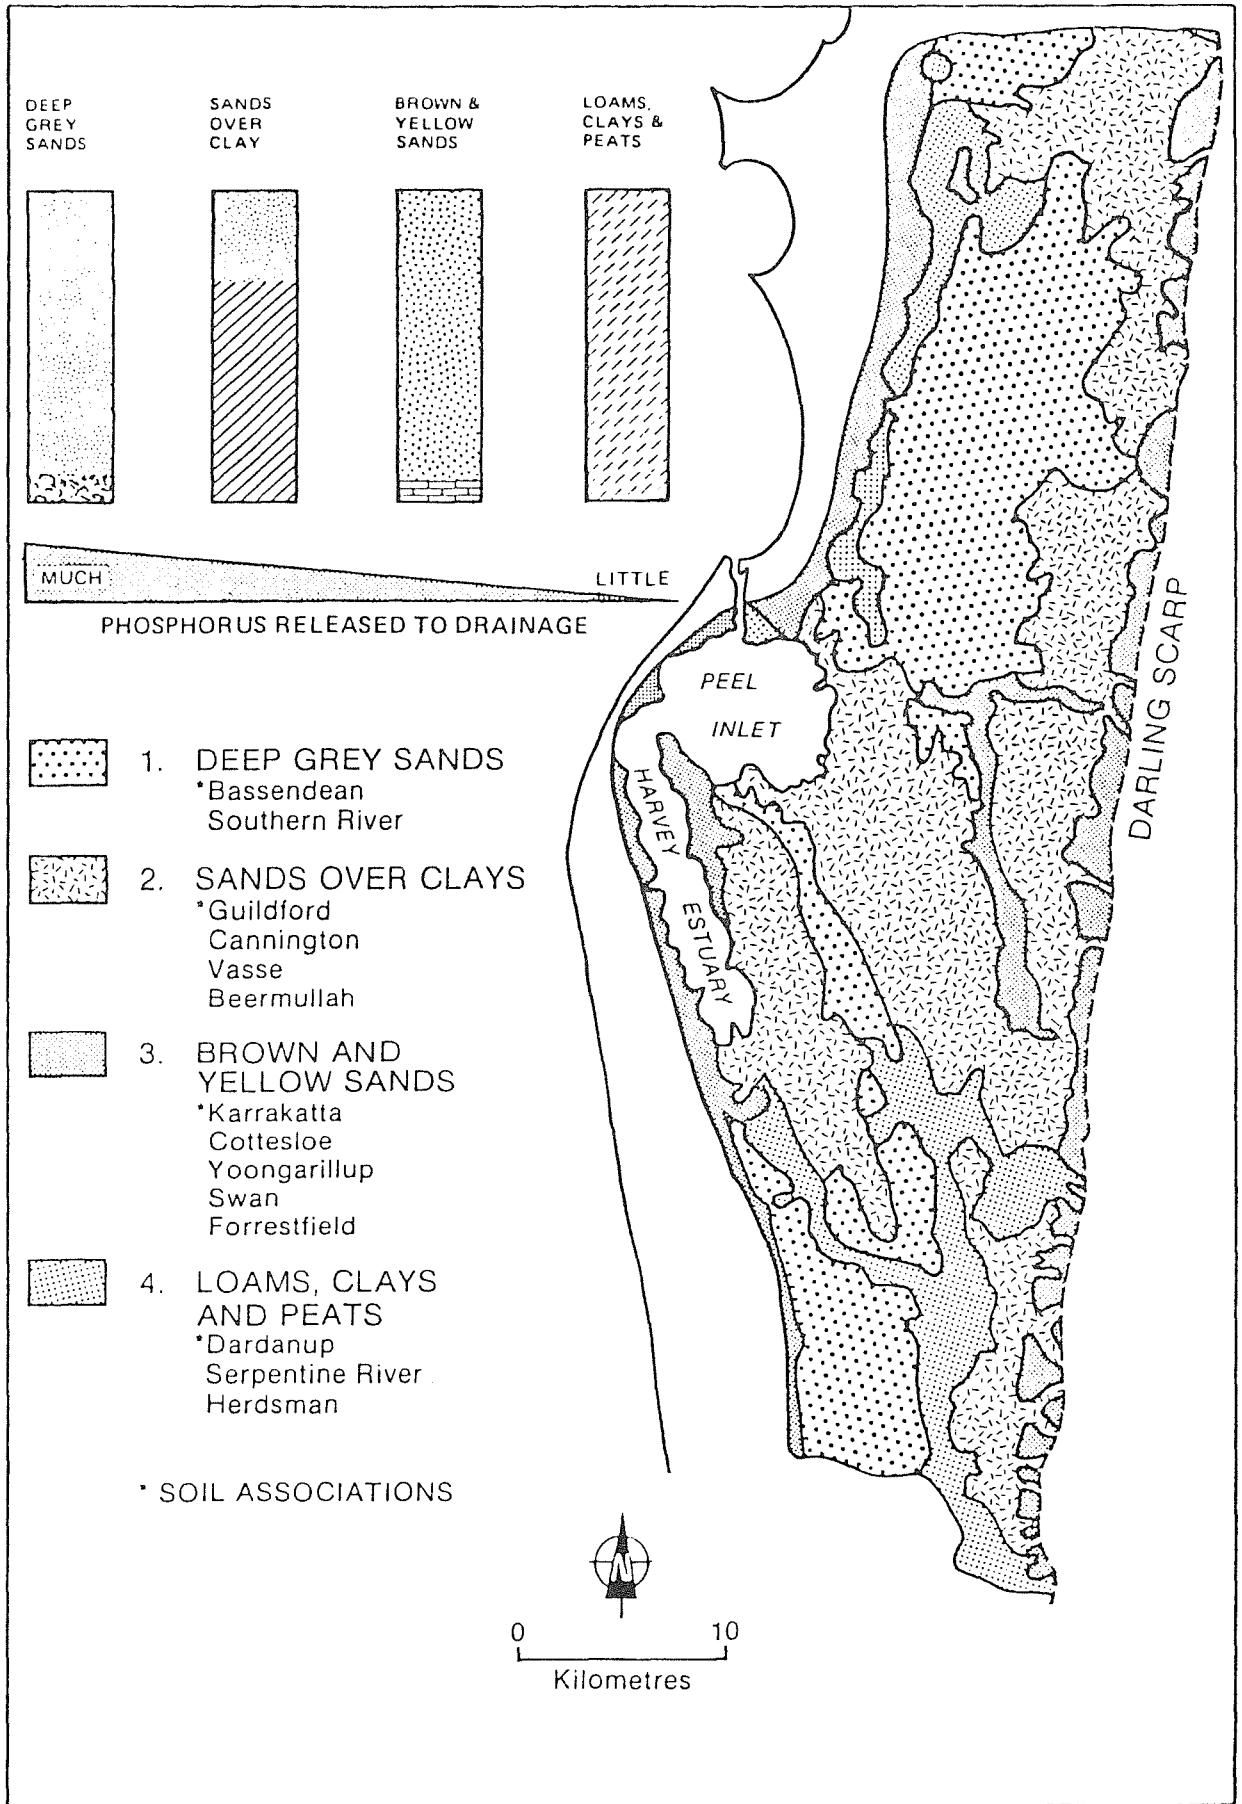 DEEP
GREY
SANDS
SANDS
OVER
CLAY
BROWN &
YELLOW
SANDS
LOAMS,
CLAYS &
PEATS
MUCH
LITTLE
PHOSPHORUS RELEASED TO DRAINAGE
PEEL
INLET
HARVEY
ESTUARY
DARLING SCARP
1. DEEP GREY SANDS
*Bassendean
Southern River
2. SANDS OVER CLAYS
*Guildford
Cannington
Vasse
Beermullah
3. BROWN AND
YELLOW SANDS
*Karrakatta
Cottesloe
Yoongarillup
Swan
Forrestfield
4. LOAMS, CLAYS
AND PEATS
*Dardanup
Serpentine River
Herdsman
* SOIL ASSOCIATIONS
N
0 10
Kilometres